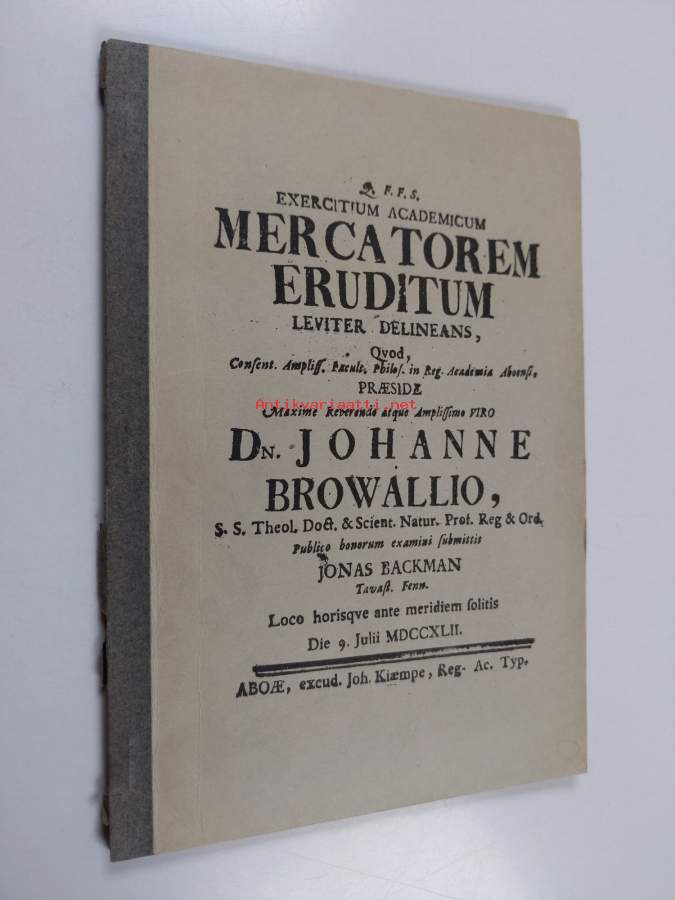 Q. F. F. S.
EXERCITIUM ACADEMICUM
MERCATOREM
ERUDITUM
LEVITER DELINEANS,
Qvod,
Conſent. Ampliſſ. Facult. Philoſ. in Reg. Academia Aboenſi,
PRÆSIDE
Antikvariaatti.net
Maxime Reverendo atque Ampliſſimo VIRO
DN. JOHANNE
BROWALLIO,
S. S. Theol. Doct. & Scient. Natur. Prof. Reg & Ord.
Publico bonorum examini ſubmittit
JONAS BACKMAN
Tavaſt. Fenn.
Loco horisqve ante meridiem ſolitis
Die 9. Julii MDCCXLII.
ABOÆ, excud. Joh. Kiæmpe, Reg. Ac. Typ.